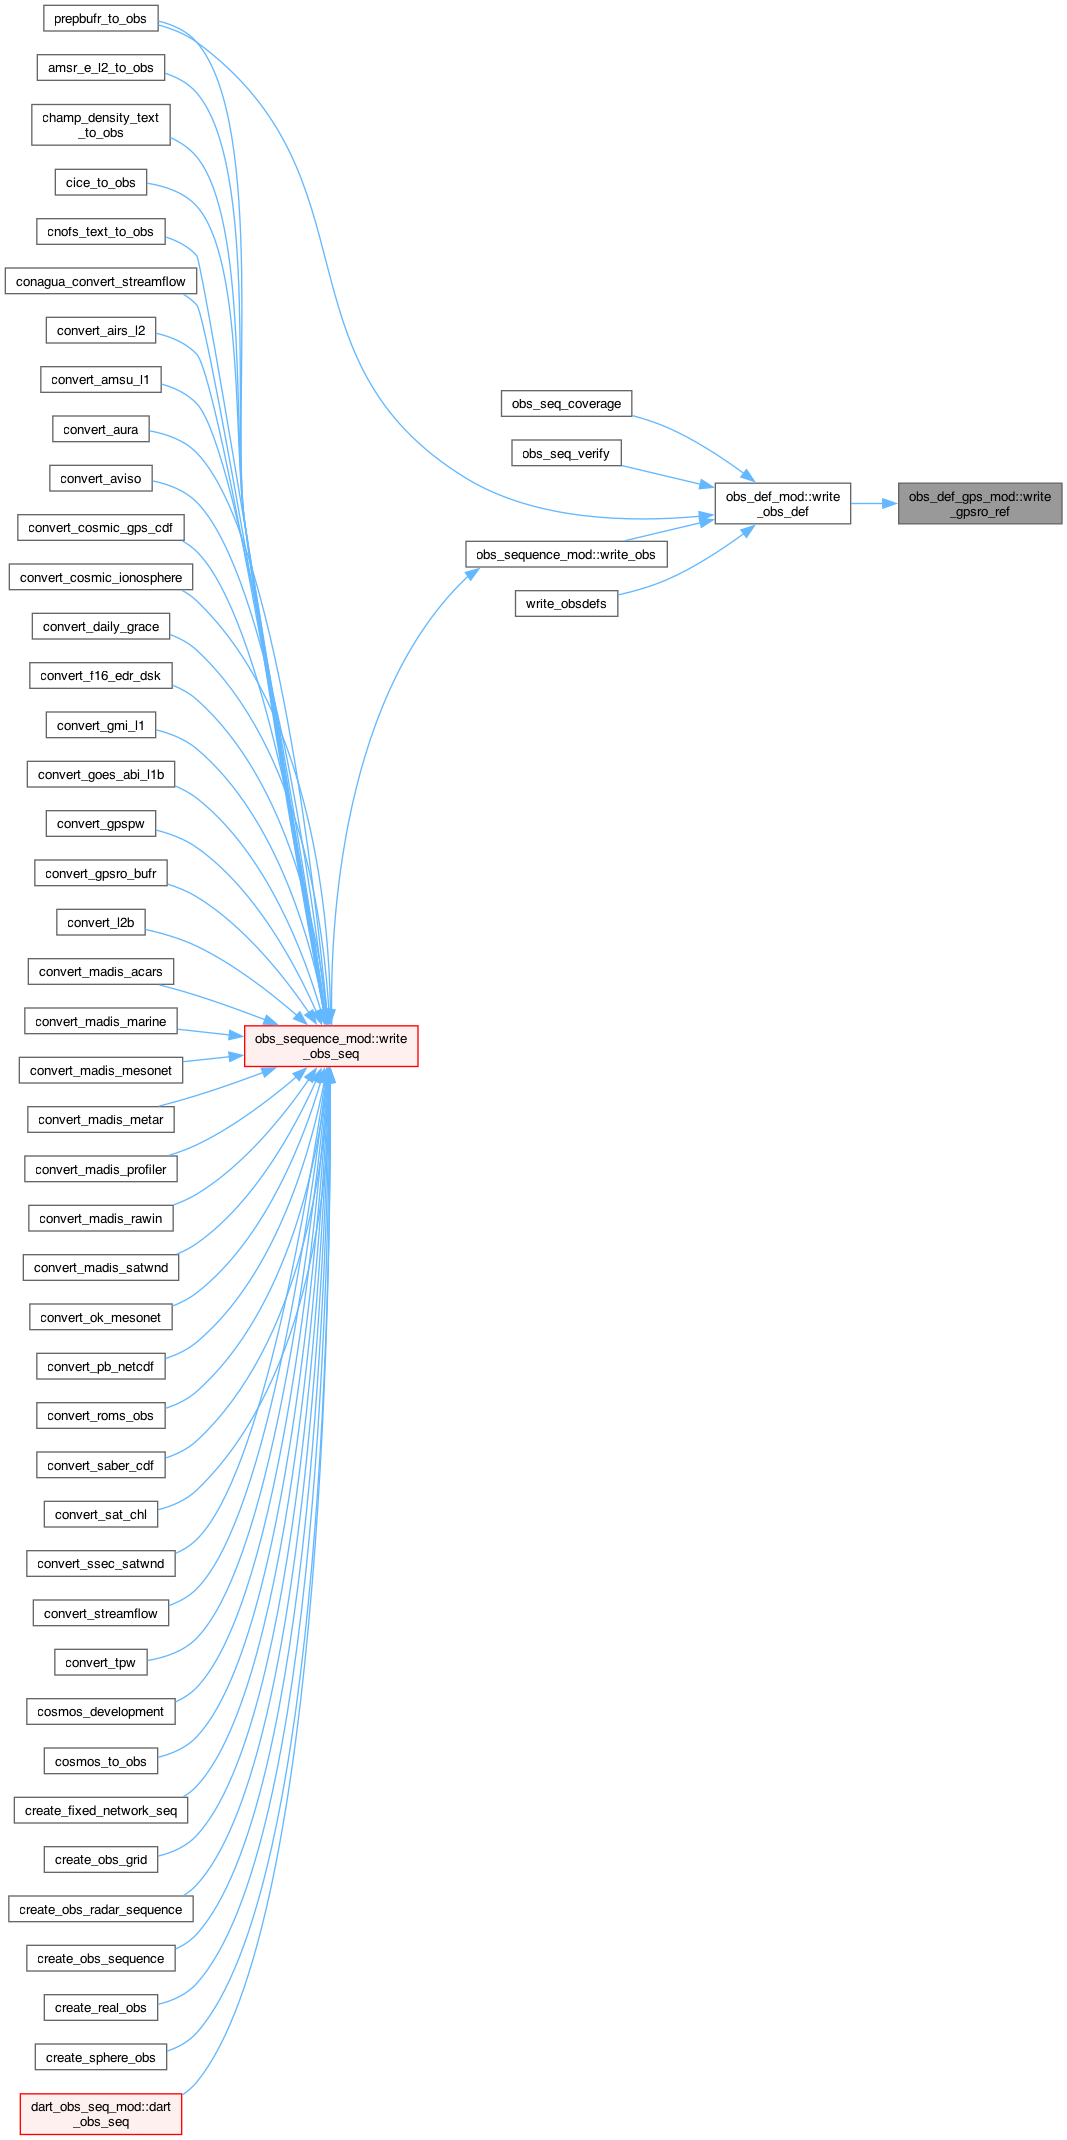 prepbufr_to_obs
amsr_e_l2_to_obs
champ_density_text
_to_obs
cice_to_obs
cnofs_text_to_obs
conagua_convert_streamflow
convert_airs_l2
convert_amsu_l1
convert_aura
convert_aviso
convert_cosmic_gps_cdf
convert_cosmic_ionosphere
convert_daily_grace
convert_f16_edr_dsk
convert_gmi_l1
convert_goes_abi_l1b
convert_gpspw
convert_gpsro_bufr
convert_l2b
convert_madis_acars
convert_madis_marine
convert_madis_mesonet
convert_madis_metar
convert_madis_profiler
convert_madis_rawin
convert_madis_satwnd
convert_ok_mesonet
convert_pb_netcdf
convert_roms_obs
convert_saber_cdf
convert_sat_chl
convert_ssec_satwnd
convert_streamflow
convert_tpw
cosmos_development
cosmos_to_obs
create_fixed_network_seq
create_obs_grid
create_obs_radar_sequence
create_obs_sequence
create_real_obs
create_sphere_obs
dart_obs_seq_mod::dart
_obs_seq
obs_sequence_mod::write
_obs_seq
obs_seq_coverage
obs_seq_verify
obs_sequence_mod::write_obs
write_obsdefs
obs_def_mod::write
_obs_def
obs_def_gps_mod::write
_gpsro_ref